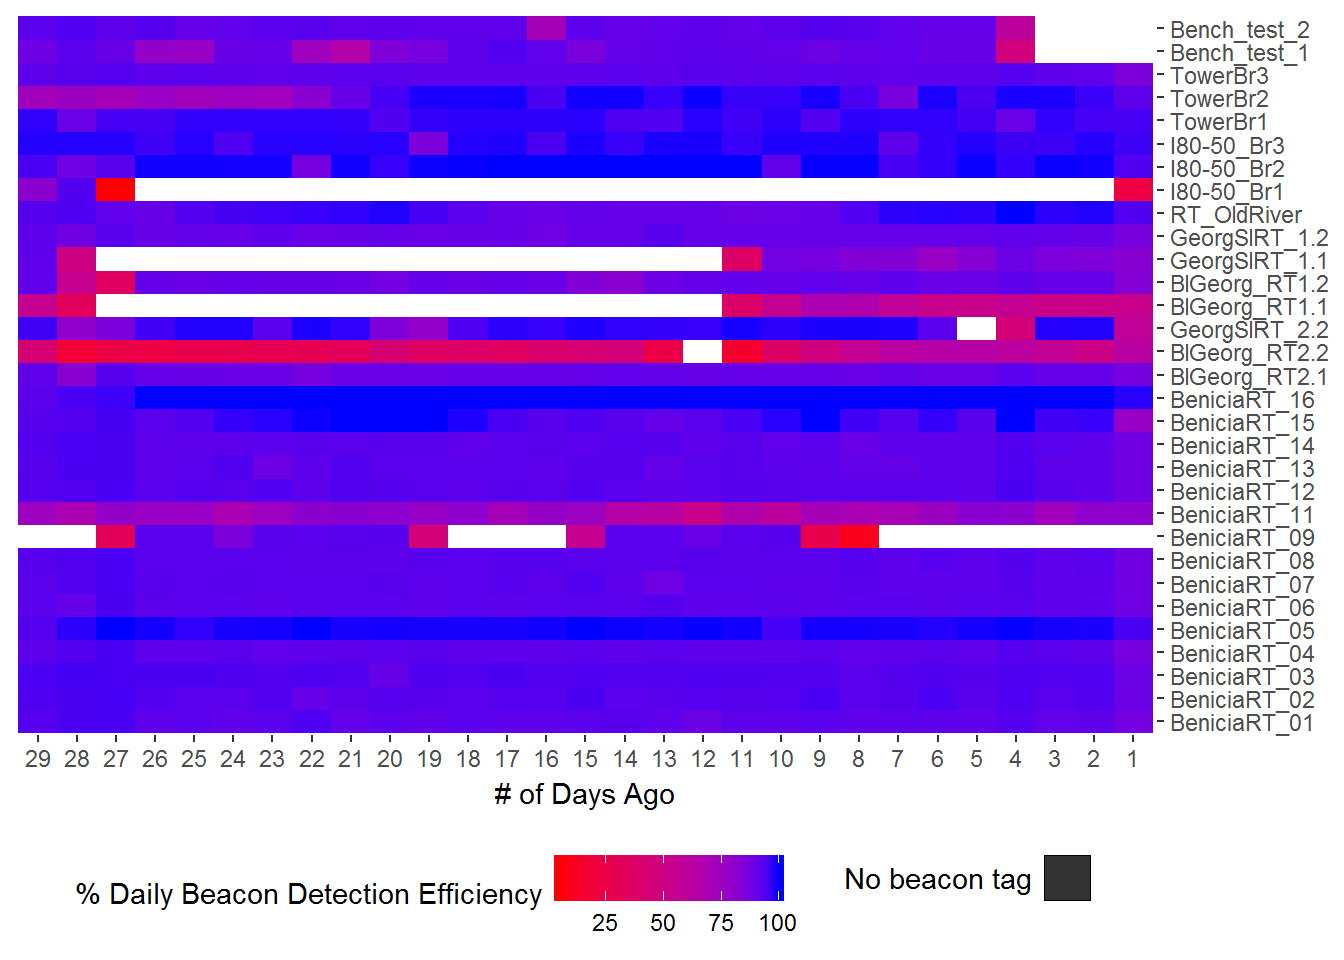 Bench_test_2
Bench_test_1
TowerBr3
TowerBr2
TowerBr1
I80-50_Br3
I80-50_Br2
I80-50_Br1
RT_OldRiver
GeorgSlRT_1.2
GeorgSlRT_1.1
BlGeorg_RT1.2
BlGeorg_RT1.1
GeorgSlRT_2.2
BlGeorg_RT2.2
BlGeorg_RT2.1
BeniciaRT_16
BeniciaRT_15
BeniciaRT_14
BeniciaRT_13
BeniciaRT_12
BeniciaRT_11
BeniciaRT_09
BeniciaRT_08
BeniciaRT_07
BeniciaRT_06
BeniciaRT_05
BeniciaRT_04
BeniciaRT_03
BeniciaRT_02
BeniciaRT_01
29 28 27 26 25 24 23 22 21 20 19 18 17 16 15 14 13 12 11 10 9 8 7 6 5 4 3 2 1
# of Days Ago
% Daily Beacon Detection Efficiency
25 50 75 100
No beacon tag